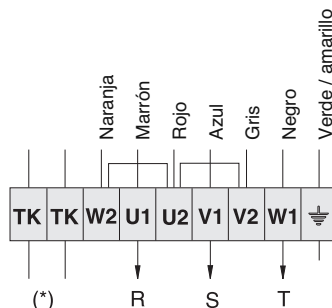 Naranja
Marrón
Rojo
Azul
Gris
Negro
Verde / amarillo
TK TK W2 U1 U2 V1 V2 W1
(*) R S T